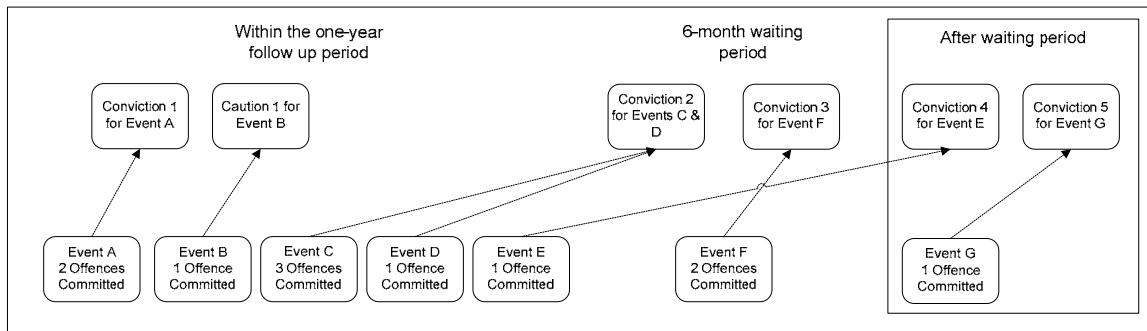 Within the one-year
follow up period
6-month waiting
period
After waiting period
Conviction 1
for Event A
Caution 1 for
Event B
Conviction 2
for Events C &
D
Conviction 3
for Event F
Conviction 4
for Event E
Conviction 5
for Event G
Event A
2 Offences
Committed
Event B
1 Offence
Committed
Event C
3 Offences
Committed
Event D
1 Offence
Committed
Event E
1 Offence
Committed
Event F
2 Offences
Committed
Event G
1 Offence
Committed